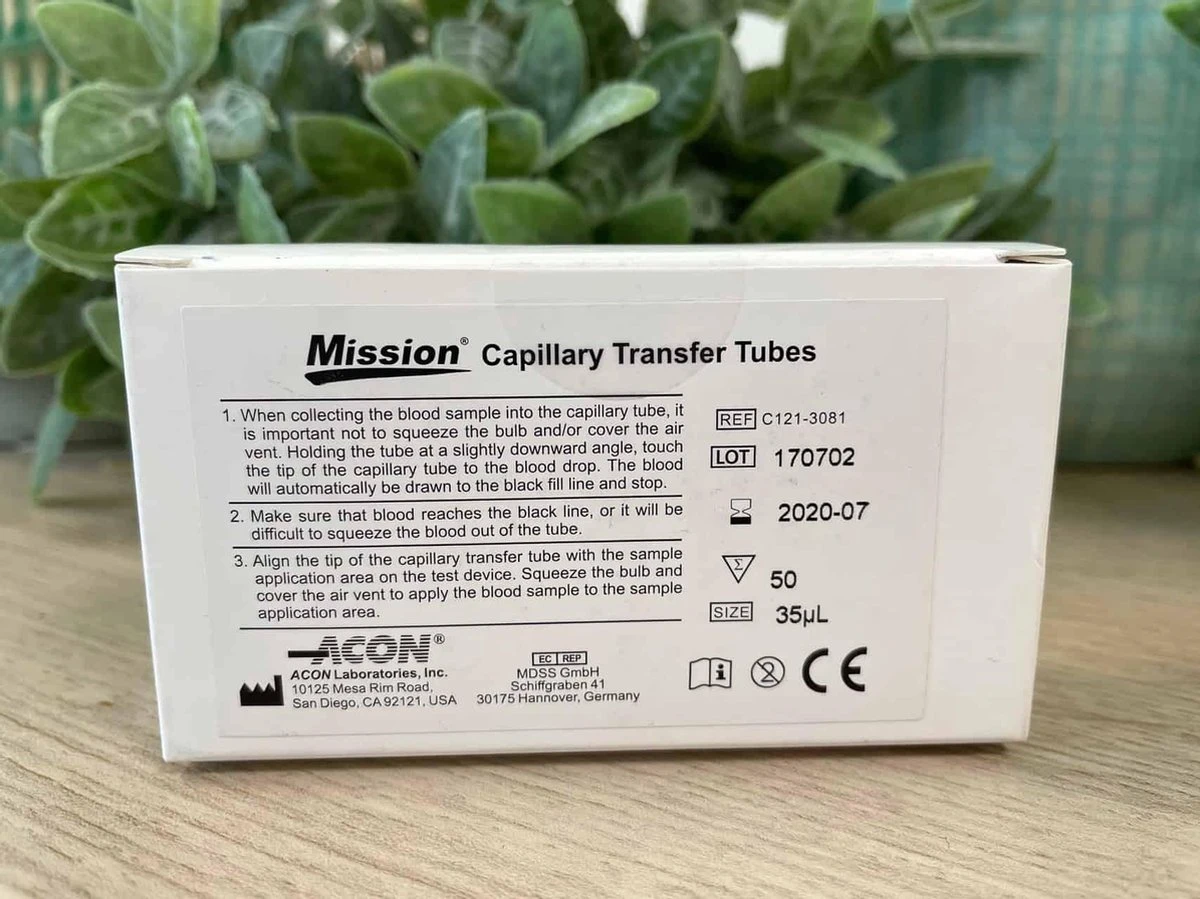 Mission® Capillary Transfer Tubes
1. When collecting the blood sample into the capillary tube, it
is important not to squeeze the bulb and/or cover the air
vent. Holding the tube at a slightly downward angle, touch
the tip of the capillary tube to the blood drop. The blood
will automatically be drawn to the black fill line and stop.
2. Make sure that blood reaches the black line, or it will be
difficult to squeeze the blood out of the tube.
3. Align the tip of the capillary transfer tube with the sample
application area on the test device. Squeeze the bulb and
cover the air vent to apply the blood sample to the sample
application area.
REF C121-3081
LOT 170702
2020-07
Σ 50
SIZE 35µL
ACON®
ACON Laboratories, Inc.
10125 Mesa Rim Road,
San Diego, CA 92121, USA
EC REP
MDSS GmbH
Schiffgraben 41
30175 Hannover, Germany
i 2 CE